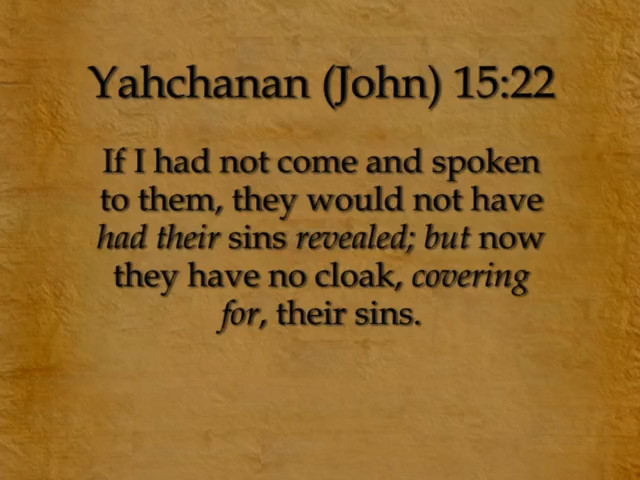 Yahchanan (John) 15:22
If I had not come and spoken
to them, they would not have
had their sins revealed; but now
they have no cloak, covering
for, their sins.